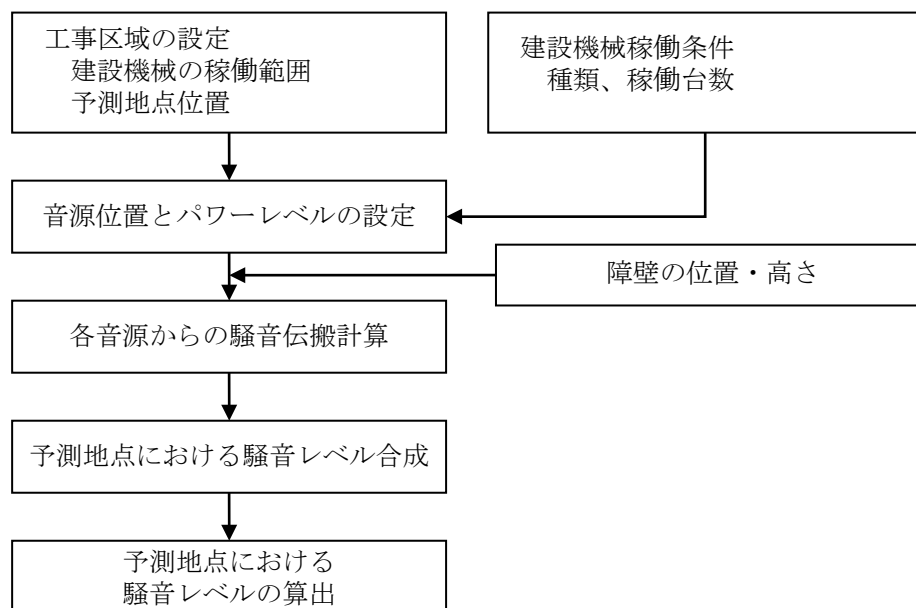 工事区域の設定
建設機械の稼働範囲
予測地点位置
建設機械稼働条件
種類、稼働台数
音源位置とパワーレベルの設定
障壁の位置・高さ
各音源からの騒音伝搬計算
予測地点における騒音レベル合成
予測地点における
騒音レベルの算出